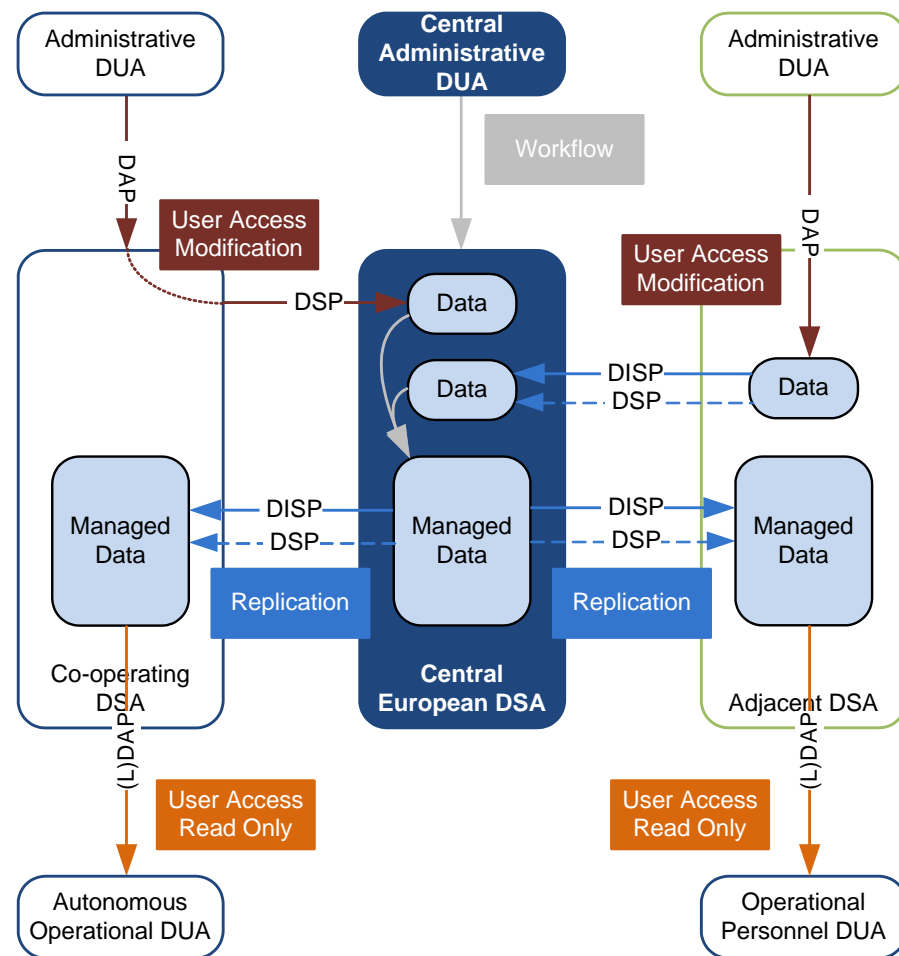 Administrative
DUA
Central
Administrative
DUA
Administrative
DUA
Workflow
DAP
DAP
User Access
Modification
User Access
Modification
DSP
Data
Data
DISP
DSP
Data
Managed
Data
DISP
DSP
Managed
Data
DISP
DSP
Managed
Data
Replication
Replication
Co-operating
DSA
Central
European DSA
Adjacent DSA
(L)DAP
(L)DAP
User Access
Read Only
User Access
Read Only
Autonomous
Operational DUA
Operational
Personnel DUA